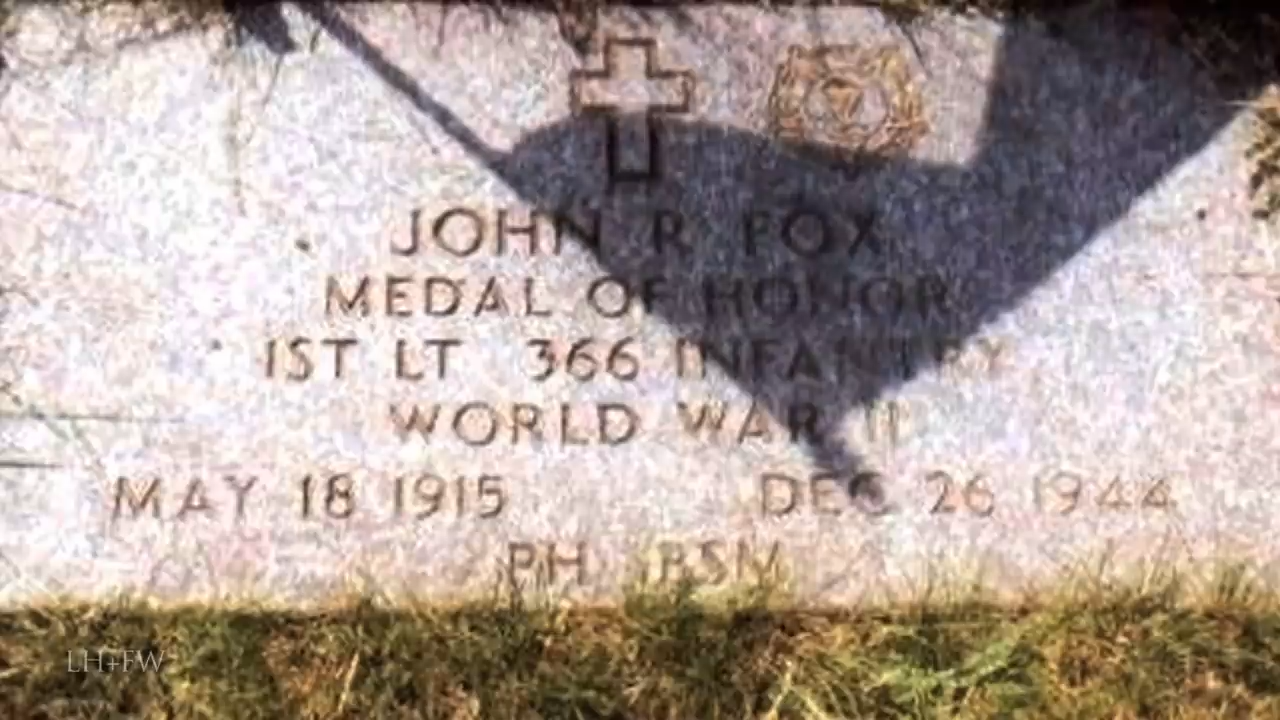 JOHN R FOX
MEDAL OF HONOR
1ST LT 366 INFANTRY
WORLD WAR II
MAY 18 1915 DEC 26 1944
PH BSM
LH+FW